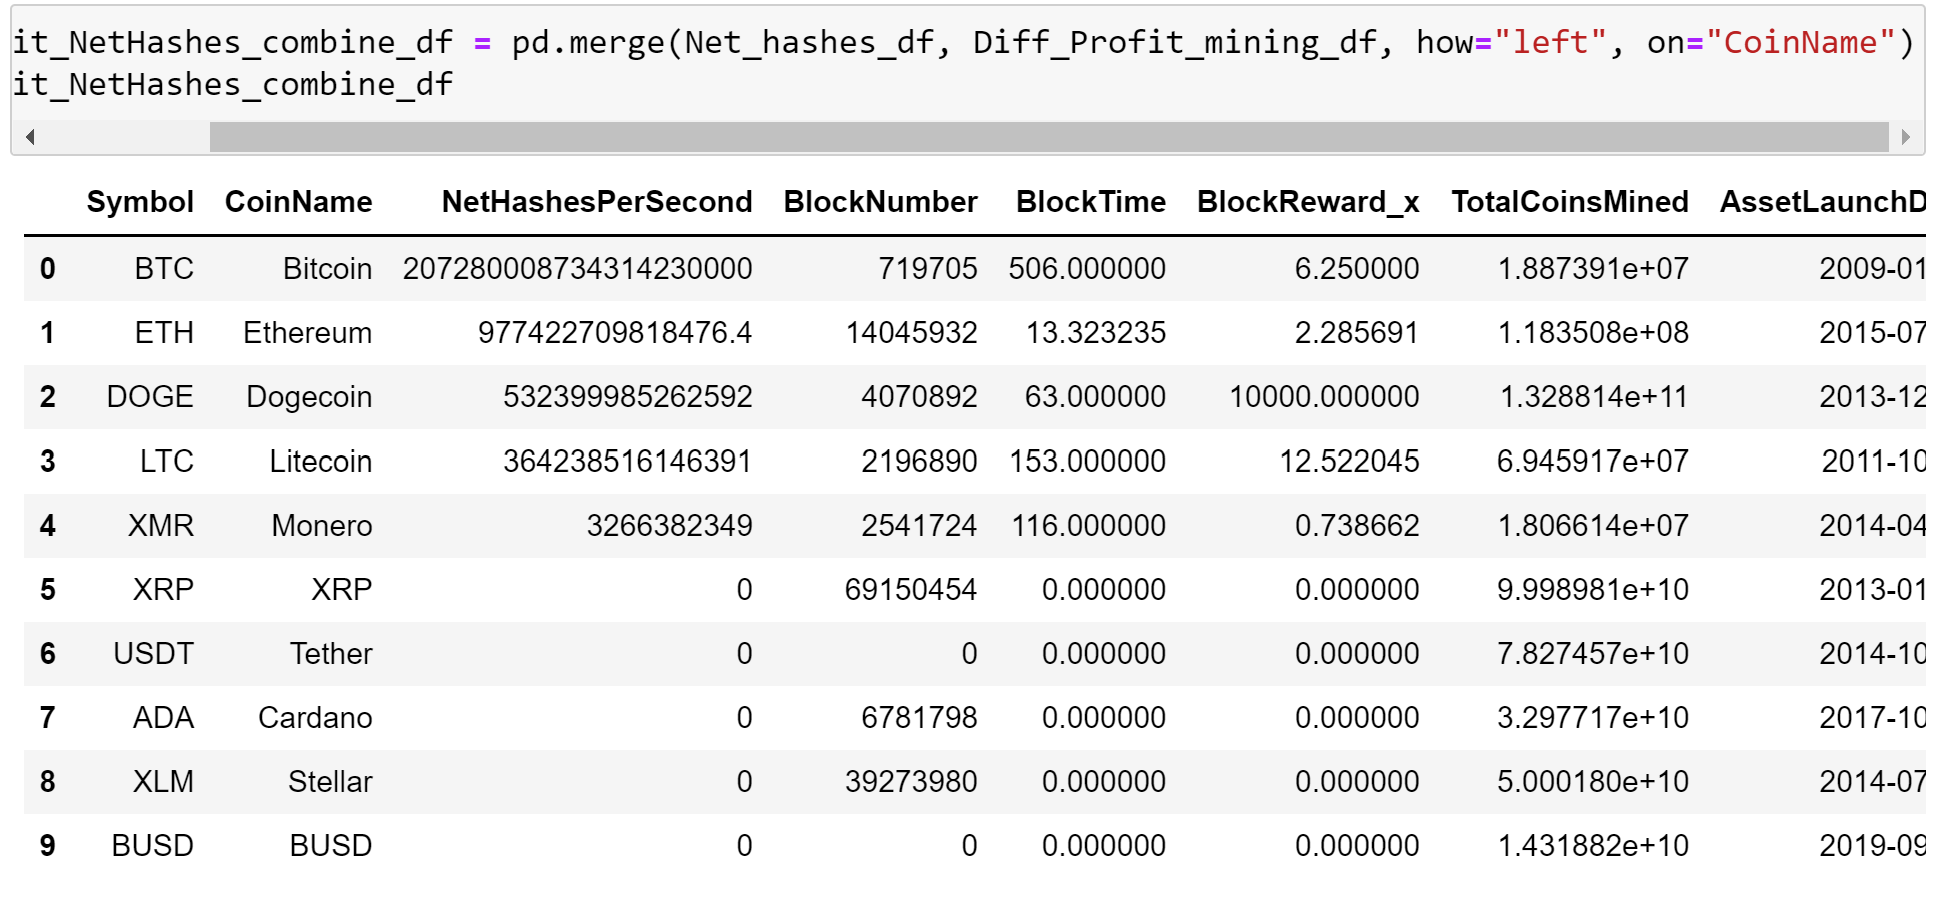 it_NetHashes_combine_df = pd.merge(Net_hashes_df, Diff_Profit_mining_df, how="left", on="CoinName")
it_NetHashes_combine_df
Symbol CoinName NetHashesPerSecond BlockNumber BlockTime BlockReward_x TotalCoinsMined AssetLaunchD
0 BTC Bitcoin 207280008734314230000 719705 506.000000 6.250000 1.887391e+07 2009-01
1 ETH Ethereum 977422709818476.4 14045932 13.323235 2.285691 1.183508e+08 2015-07
2 DOGE Dogecoin 532399985262592 4070892 63.000000 10000.000000 1.328814e+11 2013-12
3 LTC Litecoin 364238516146391 2196890 153.000000 12.522045 6.945917e+07 2011-10
4 XMR Monero 3266382349 2541724 116.000000 0.738662 1.806614e+07 2014-04
5 XRP XRP 0 69150454 0.000000 0.000000 9.998981e+10 2013-01
6 USDT Tether 0 0 0.000000 0.000000 7.827457e+10 2014-10
7 ADA Cardano 0 6781798 0.000000 0.000000 3.297717e+10 2017-10
8 XLM Stellar 0 39273980 0.000000 0.000000 5.000180e+10 2014-07
9 BUSD BUSD 0 0 0.000000 0.000000 1.431882e+10 2019-09